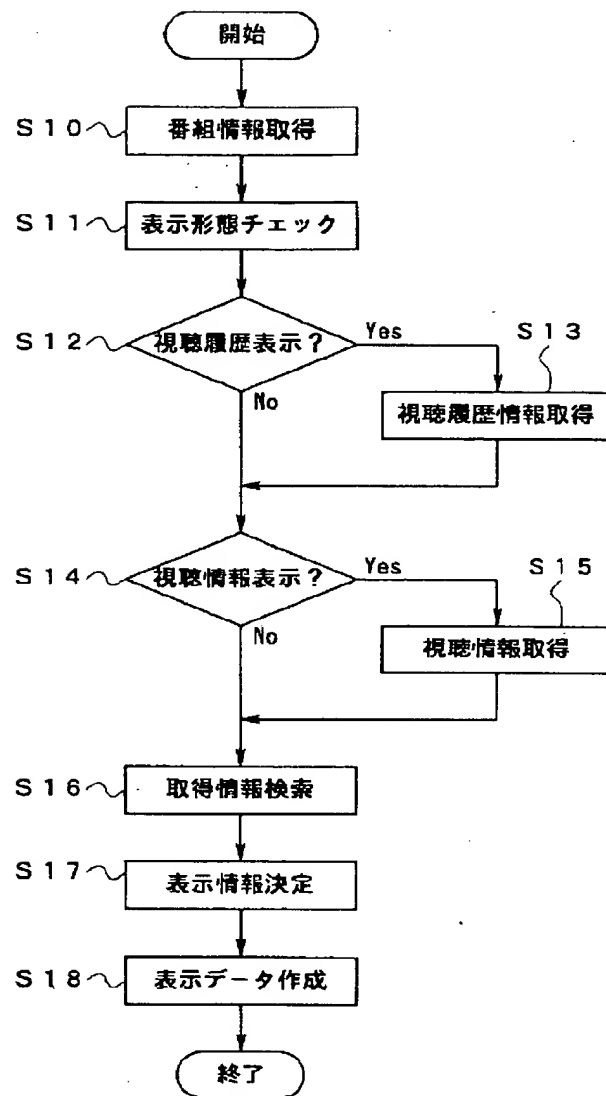 開始
S10
番組情報取得
S11
表示形態チェック
S12
視聴履歴表示？
Yes
S13
No
視聴履歴情報取得
S14
視聴情報表示？
Yes
S15
No
視聴情報取得
S16
取得情報検索
S17
表示情報決定
S18
表示データ作成
終了